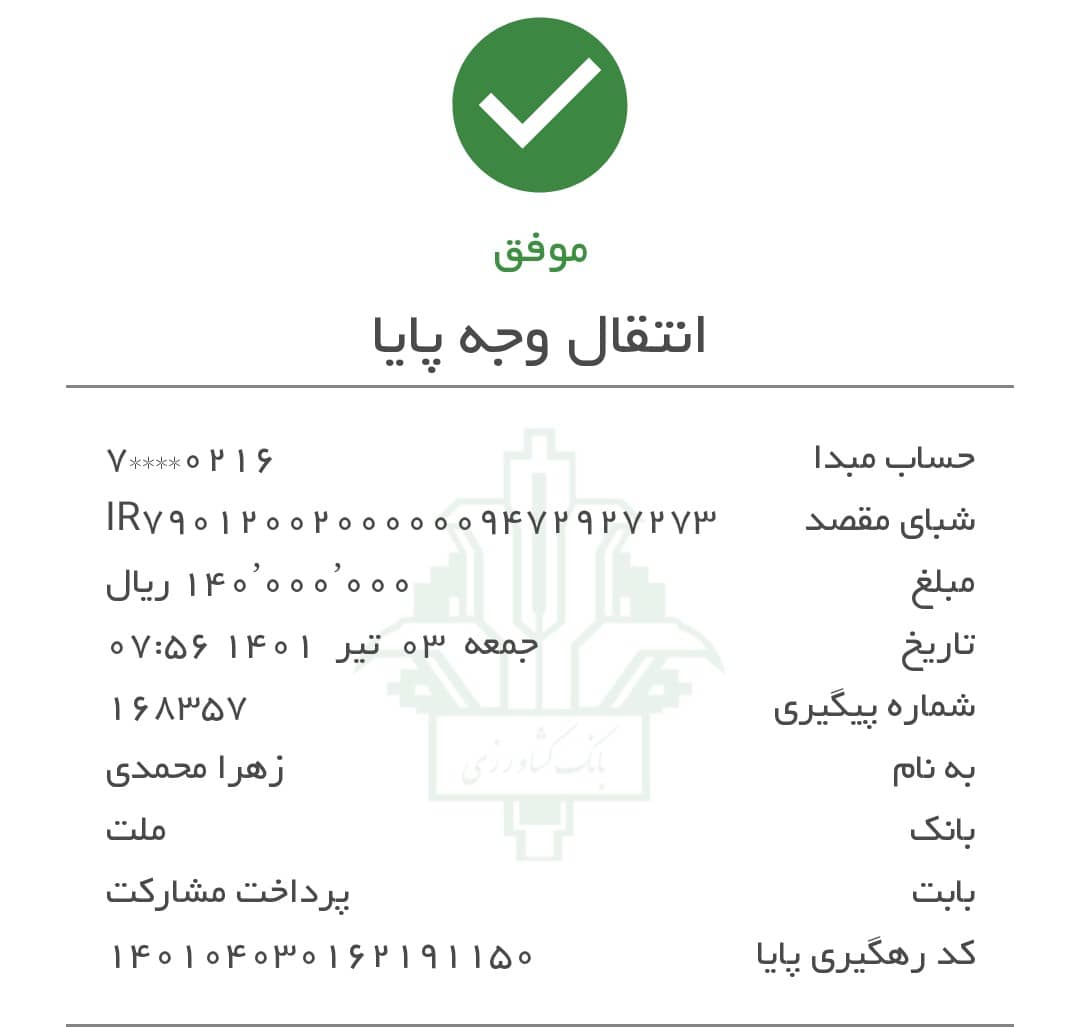 موفق
انتقال وجه پایا
حساب مبدا ۷****۰۲۱۶
شبای مقصد IR۷۹۰۱۲۰۰۲۰۰۰۰۰۰۹۴۷۲۹۲۷۲۷۳
مبلغ ۱۴۰٬۰۰۰٬۰۰۰ ریال
تاریخ جمعه ۰۳ تیر ۱۴۰۱ ۰۷:۵۶
شماره پیگیری ۱۶۸۳۵۷
به نام زهرا محمدی
بانک ملت
بانک کشاورزی
بابت پرداخت مشارکت
کد رهگیری پایا ۱۴۰۱۰۴۰۳۰۱۶۲۱۹۱۱۵۰